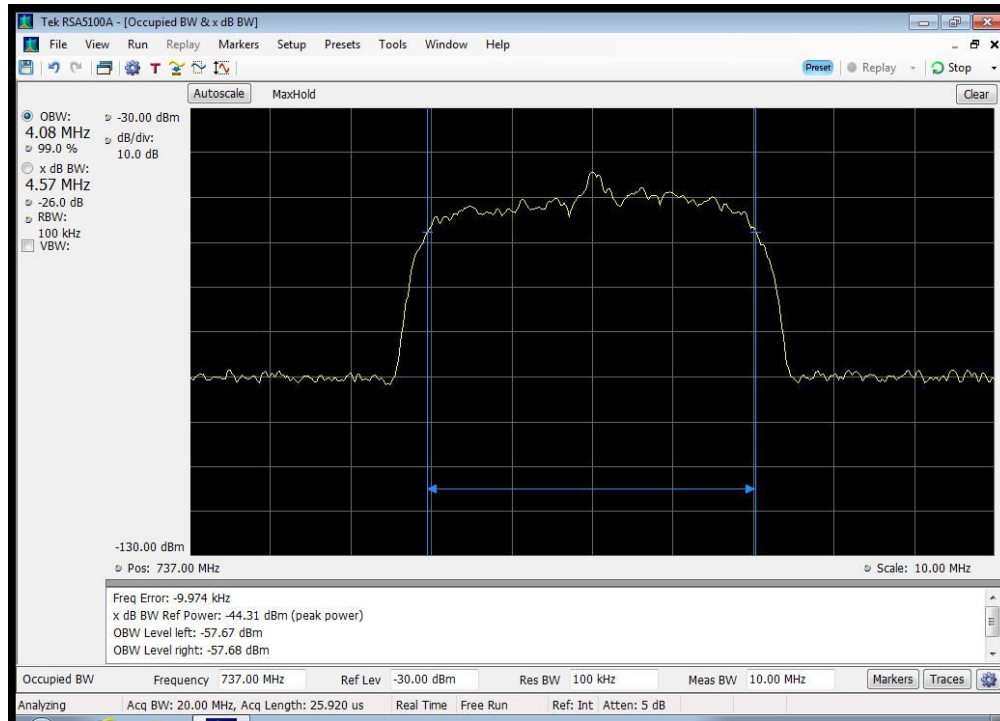 Tek RSA5100A - [Occupied BW & x dB BW]
File View Run Replay Markers Setup Presets Tools Window Help
T Preset Replay Stop
Autoscale MaxHold Clear
OBW:
4.08 MHz
99.0 %
x dB BW:
4.57 MHz
-26.0 dB
RBW:
100 kHz
VBW:
-30.00 dBm
dB/div:
10.0 dB
-130.00 dBm
Pos: 737.00 MHz Scale: 10.00 MHz
Freq Error: -9.974 kHz
x dB BW Ref Power: -44.31 dBm (peak power)
OBW Level left: -57.67 dBm
OBW Level right: -57.68 dBm
Occupied BW Frequency 737.00 MHz Ref Lev -30.00 dBm Res BW 100 kHz Meas BW 10.00 MHz Markers Traces
Analyzing Acq BW: 20.00 MHz, Acq Length: 25.920 us Real Time Free Run Ref: Int Atten: 5 dB